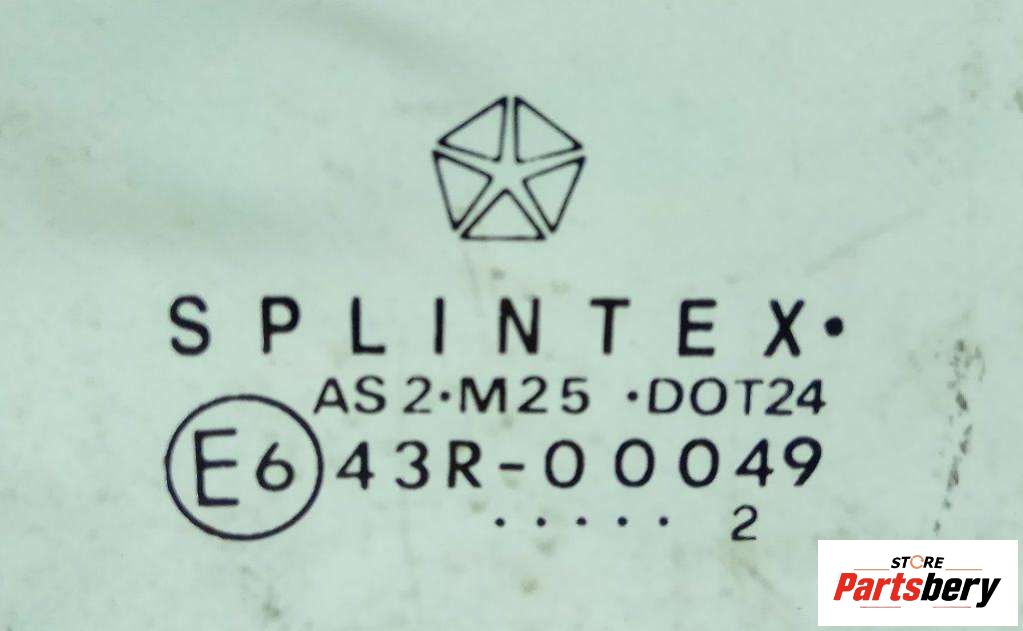 SPLINTEX•
AS2•M25 •DOT24
E6 43R-00049
• • • • • 2
STORE
Partsbery